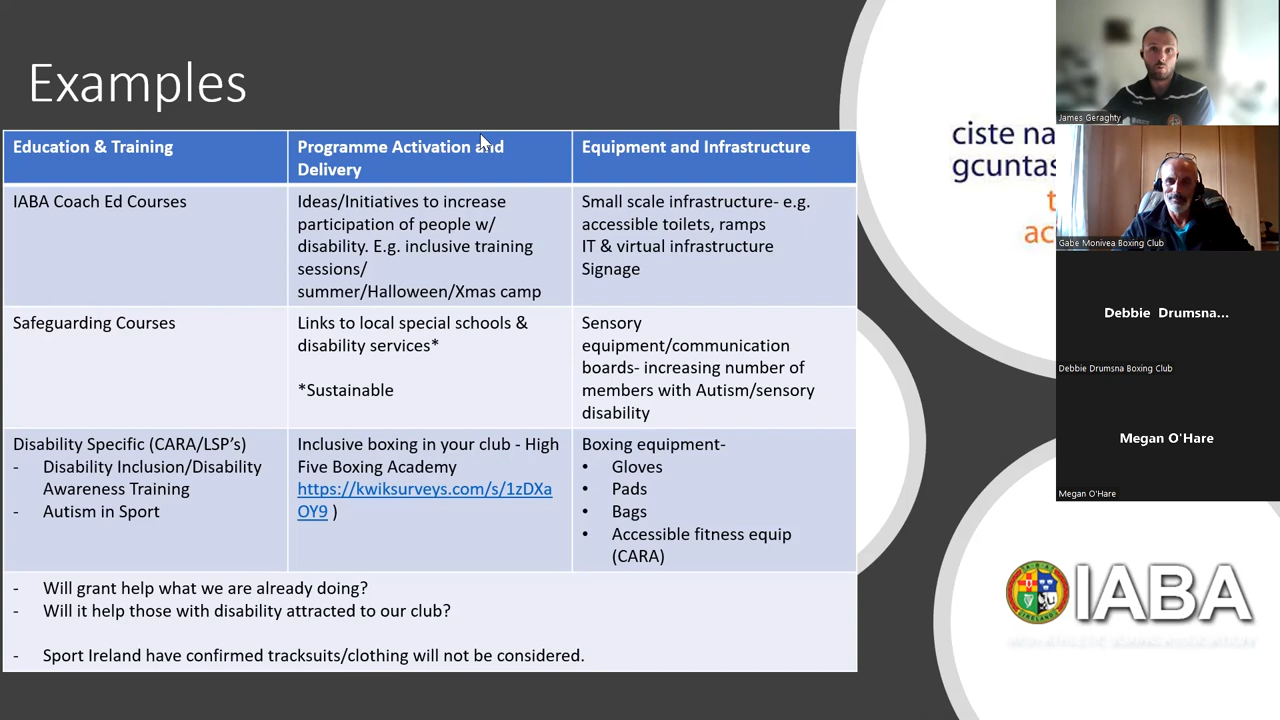 Examples
Education & Training
Programme Activation and
Delivery
Equipment and Infrastructure
IABA Coach Ed Courses
Ideas/Initiatives to increase
participation of people w/
disability. E.g. inclusive training
sessions/
summer/Halloween/Xmas camp
Small scale infrastructure- e.g.
accessible toilets, ramps
IT & virtual infrastructure
Signage
Safeguarding Courses
Links to local special schools &
disability services*
*Sustainable
Sensory
equipment/communication
boards- increasing number of
members with Autism/sensory
disability
Disability Specific (CARA/LSP's)
- Disability Inclusion/Disability
Awareness Training
- Autism in Sport
Inclusive boxing in your club - High
Five Boxing Academy
https://kwiksurveys.com/s/1zDXa
OY9 )
Boxing equipment-
• Gloves
• Pads
• Bags
• Accessible fitness equip
(CARA)
- Will grant help what we are already doing?
- Will it help those with disability attracted to our club?
- Sport Ireland have confirmed tracksuits/clothing will not be considered.
ciste na
gcuntas
t
ac
James Geraghty
Gabe Monivea Boxing Club
Debbie Drumsna...
Debbie Drumsna Boxing Club
Megan O'Hare
Megan O'Hare
IABA